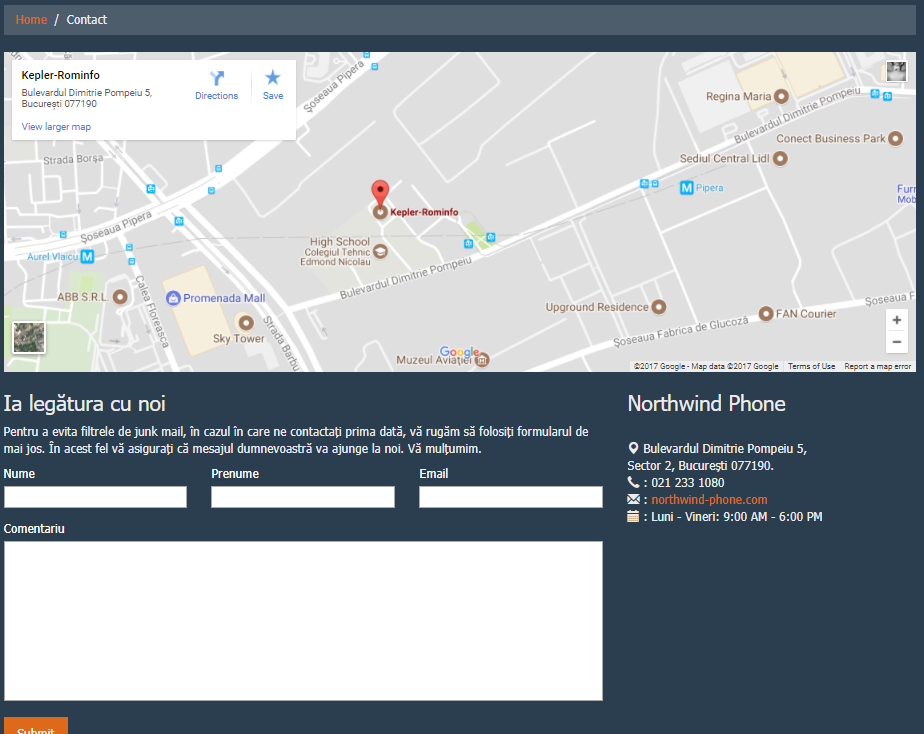 Home / Contact
Kepler-Rominfo
Bulevardul Dimitrie Pompeiu 5,
București 077190
View larger map
Directions
Save
Șoseaua Pipera
Regina Maria
Bulevardul Dimitrie Pompeiu
Conect Business Park
Sediul Central Lidl
Strada Borșa
M Pipera
Kepler-Rominfo
Șoseaua Pipera
High School
Colegiul Tehnic
Edmond Nicolau
Aurel Vlaicu M
Bulevardul Dimitrie Pompeiu
ABB S.R.L.
Calea Floreasca
Promenada Mall
Upground Residence
FAN Courier
Sky Tower
Strada Barbu
Șoseaua Fabrica de Glucoză
Google
Muzeul Aviației
©2017 Google - Map data ©2017 Google
Terms of Use
Report a map error
Ia legătura cu noi
Pentru a evita filtrele de junk mail, în cazul în care ne contactați prima dată, vă rugăm să folosiți formularul de
mai jos. În acest fel vă asigurați că mesajul dumnevoastră va ajunge la noi. Vă mulțumim.
Nume
Prenume
Email
Comentariu
Submit
Northwind Phone
Bulevardul Dimitrie Pompeiu 5,
Sector 2, București 077190.
: 021 233 1080
: northwind-phone.com
: Luni - Vineri: 9:00 AM - 6:00 PM